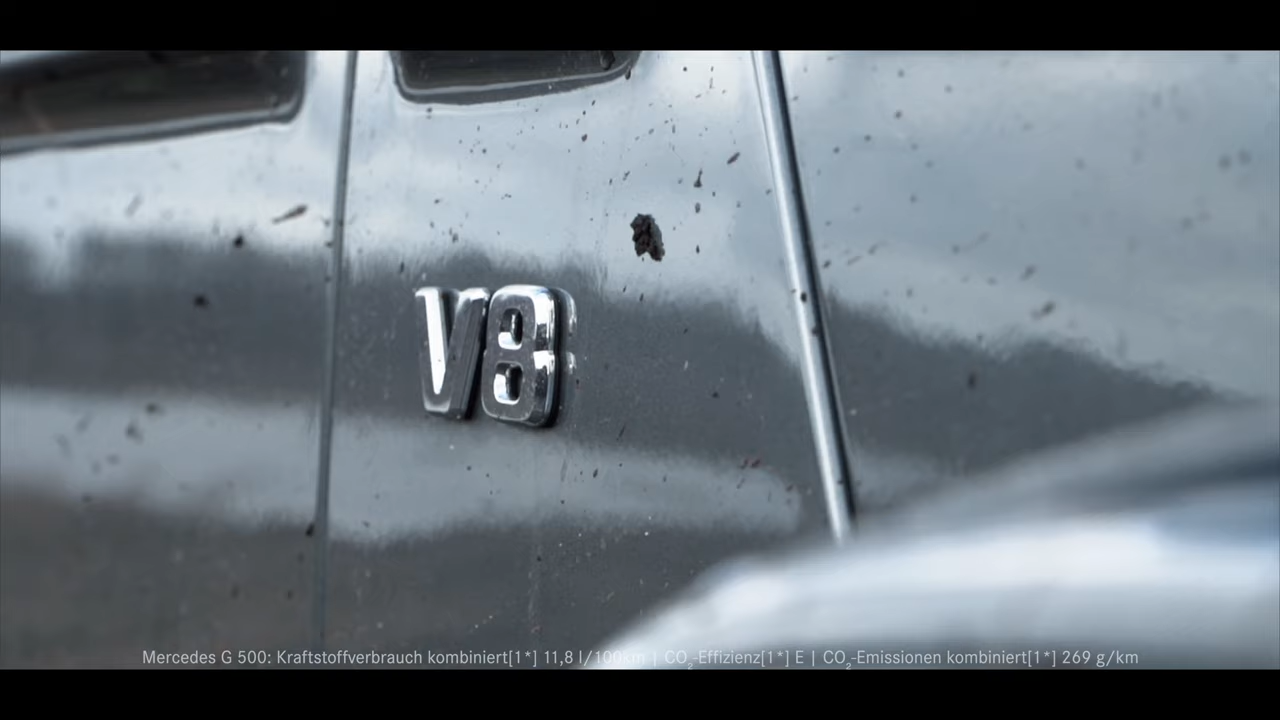 V8
Mercedes G 500: Kraftstoffverbrauch kombiniert[1*] 11,8 l/100km | CO₂-Effizienz[1*] E | CO₂-Emissionen kombiniert[1*] 269 g/km